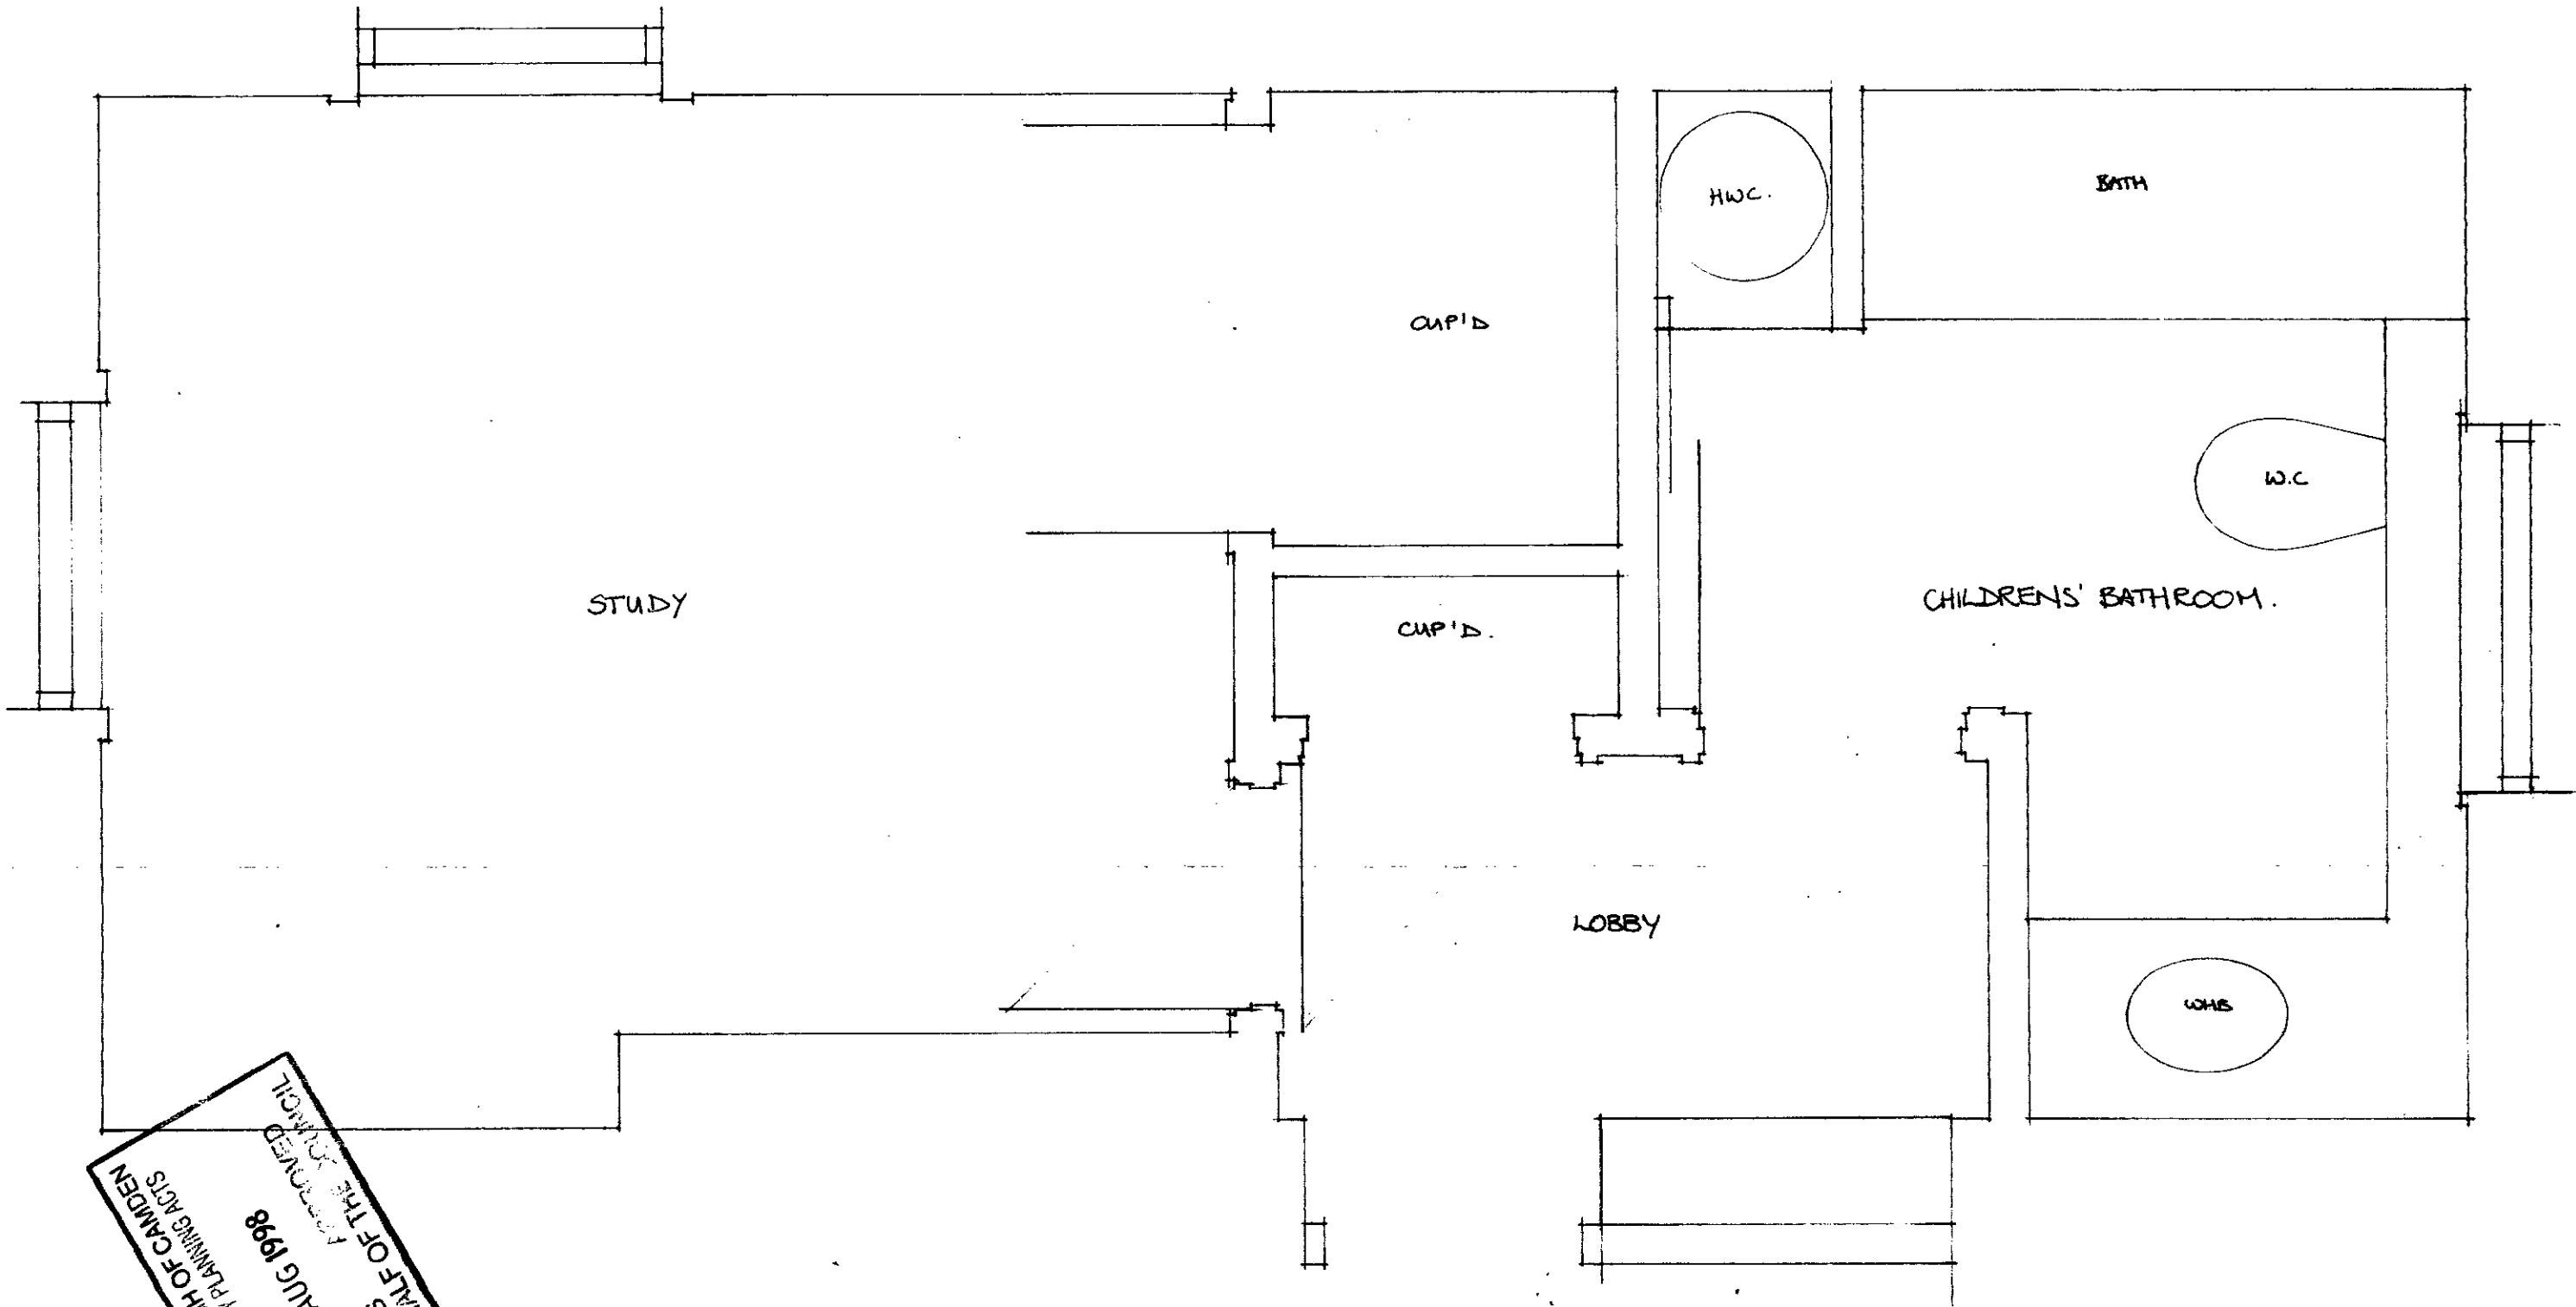 BATH
HWC.
CUP'D
W.C
STUDY
CHILDRENS' BATHROOM.
CUP'D.
LOBBY
WHB
H OF CAMDEN
PLANNING ACTS
AUG 1998
APPROVED
ALF OF THE COUNCIL